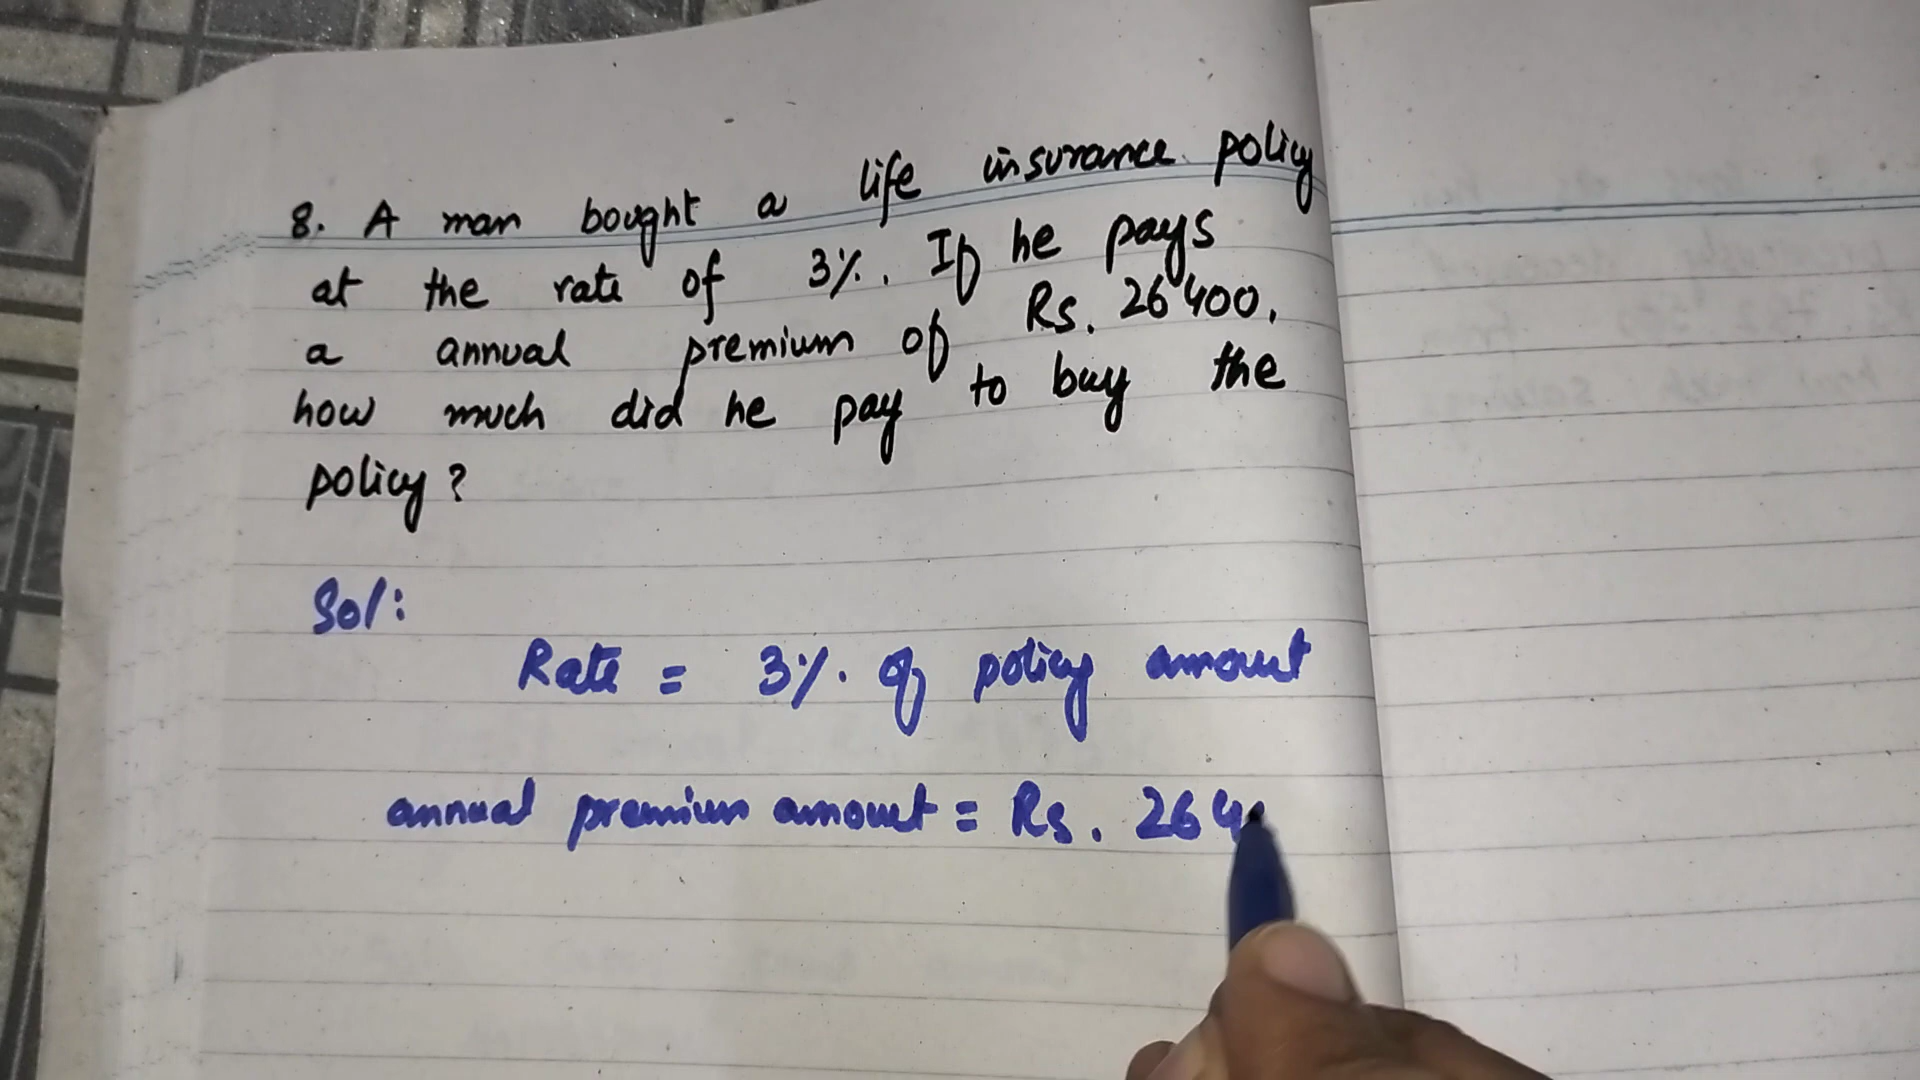 8. A man bought a life insurance policy
at the rate of 3%. If he pays
a annual premium of Rs. 26400,
how much did he pay to buy the
policy?
Sol:
Rate = 3% of policy amount
annual premium amount = Rs. 264